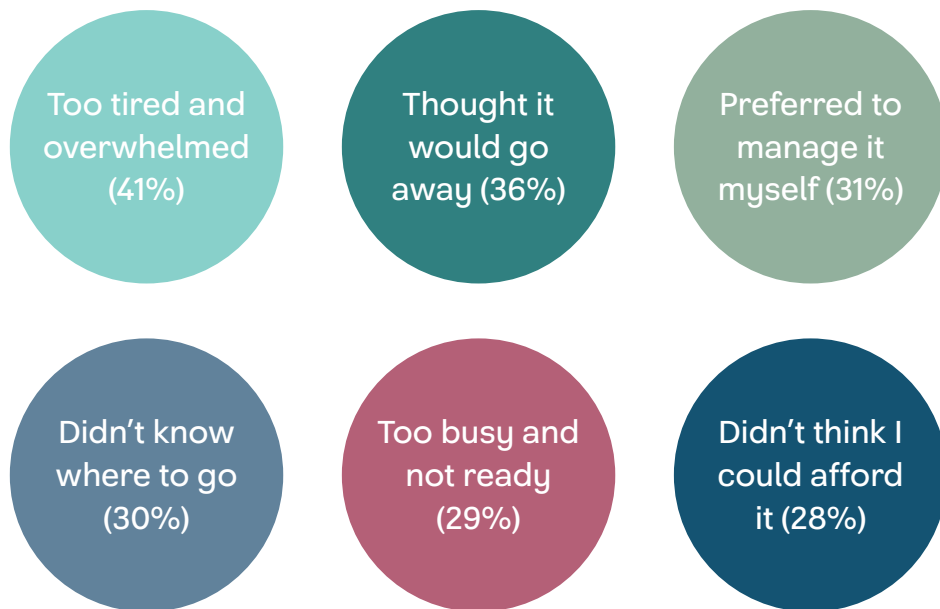 Too tired and
overwhelmed
(41%)
Thought it
would go
away (36%)
Preferred to
manage it
myself (31%)
Didn’t know
where to go
(30%)
Too busy and
not ready
(29%)
Didn’t think I
could afford
it (28%)